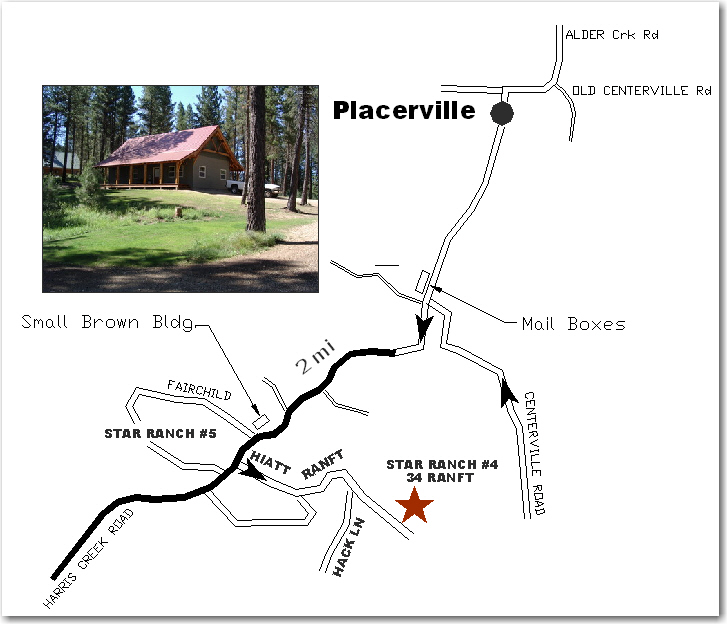 ALDER Crk Rd
OLD CENTERVILLE Rd
Placerville
Small Brown Bldg.
Mail Boxes
2 mi
FAIRCHILD
STAR RANCH #5
HIATT
RANFT
STAR RANCH #4
34 RANFT
CENTERVILLE ROAD
HACK LN
HARRIS CREEK ROAD